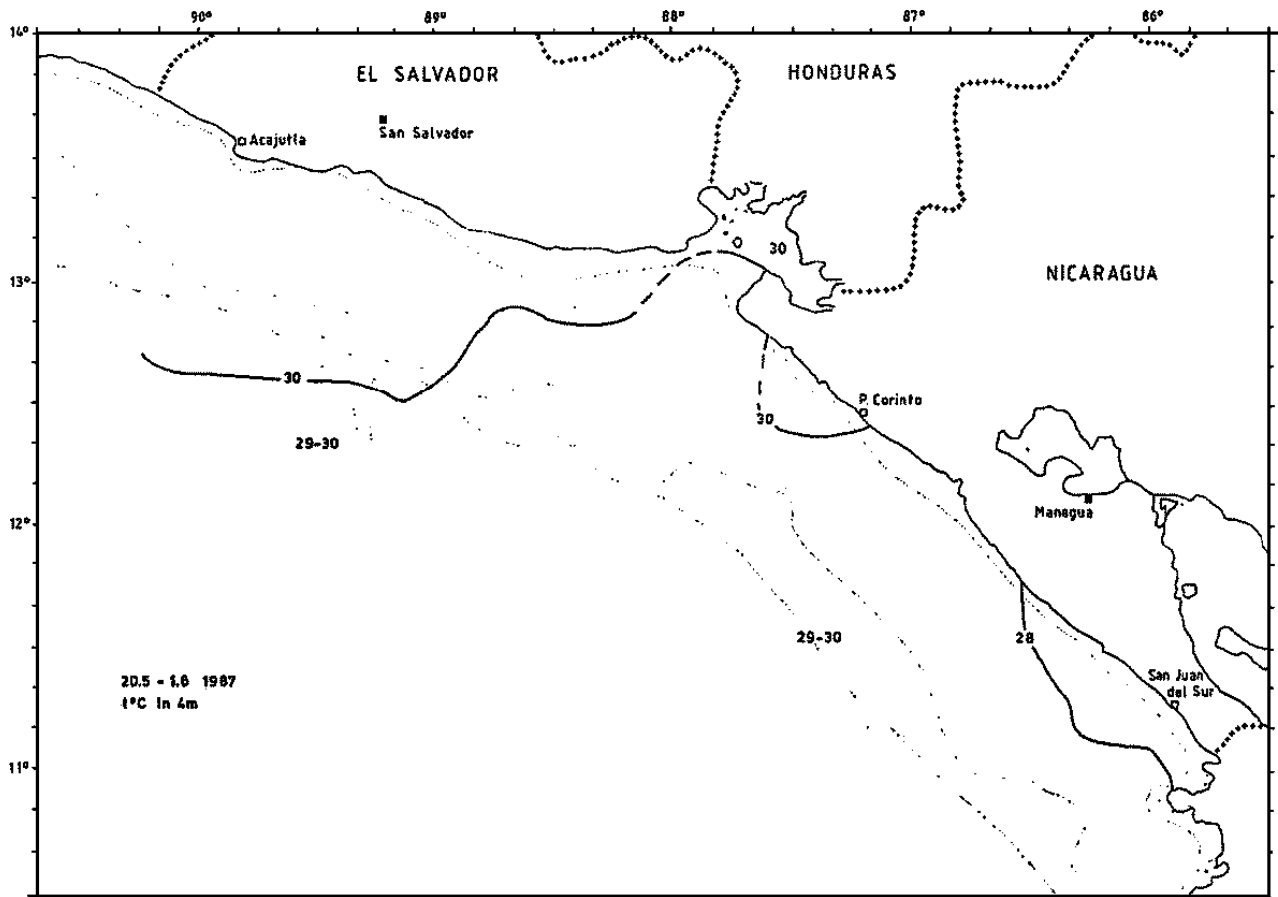 90° 89° 88° 87° 86°
14°
EL SALVADOR
HONDURAS
San Salvador
Acajutla
30
13°
NICARAGUA
30
P. Corinto
30
29-30
12°
Managua
29-30
28
San Juan
del Sur
20.5 - 1.6 1987
t°C in 4m
11°